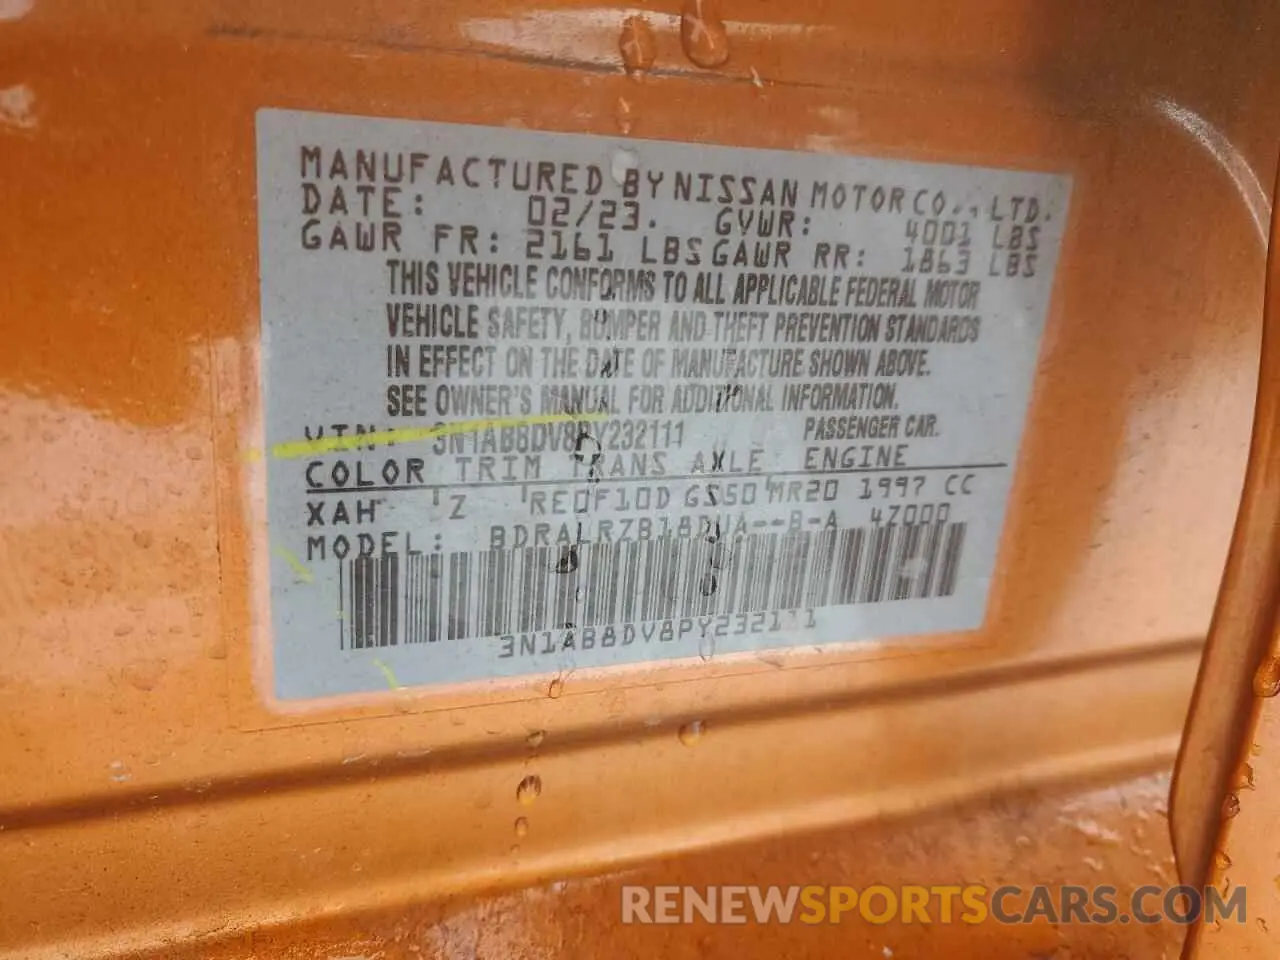 MANUFACTURED BY NISSAN MOTOR CO., LTD.
DATE: 02/23. GVWR: 4001 LBS
GAWR FR: 2161 LBS GAWR RR: 1863 LBS
THIS VEHICLE CONFORMS TO ALL APPLICABLE FEDERAL MOTOR
VEHICLE SAFETY, BUMPER AND THEFT PREVENTION STANDARDS
IN EFFECT ON THE DATE OF MANUFACTURE SHOWN ABOVE.
SEE OWNER'S MANUAL FOR ADDITIONAL INFORMATION.
VIN: 3N1AB8DV8PY232111 PASSENGER CAR.
COLOR TRIM TRANS AXLE ENGINE
XAH Z RE0F10D GS50 MR20 1997 CC
MODEL: BDRALRZB18DUA--B-A 4Z000
3N1AB8DV8PY232111
RENEWSPORTSCARS.COM